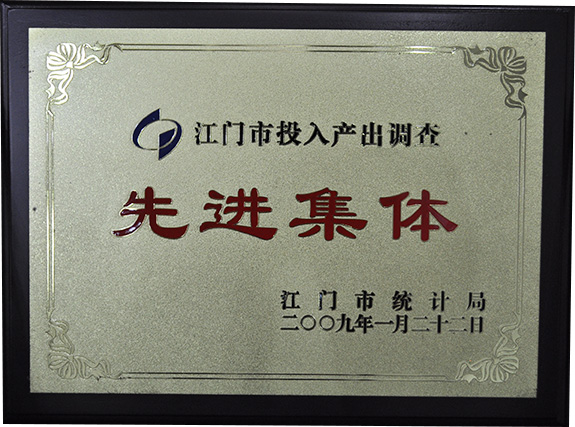 江门市投入产出调查
先进集体
江门市统计局
二〇〇九年一月二十二日